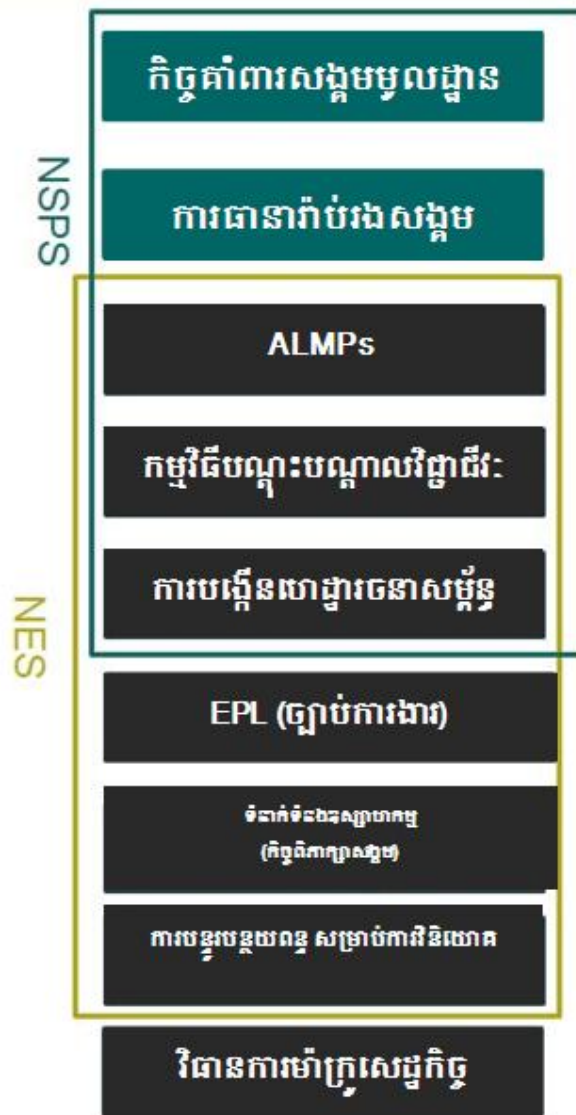 កិច្ចគាំពារសង្គមមូលដ្ឋាន
ការធានារ៉ាប់រងសង្គម
NSPS
ALMPs
កម្មវិធីបណ្តុះបណ្តាលវិជ្ជាជីវៈ
ការបង្កើនហេដ្ឋារចនាសម្ព័ន្ធ
NES
EPL (ច្បាប់ការងារ)
ទំនាក់ទំនងឧស្សាហកម្ម
(កិច្ចពិភាក្សាសង្គម)
ការបន្ធូរបន្ថយពន្ធ សម្រាប់ការវិនិយោគ
វិធានការម៉ាក្រូសេដ្ឋកិច្ច